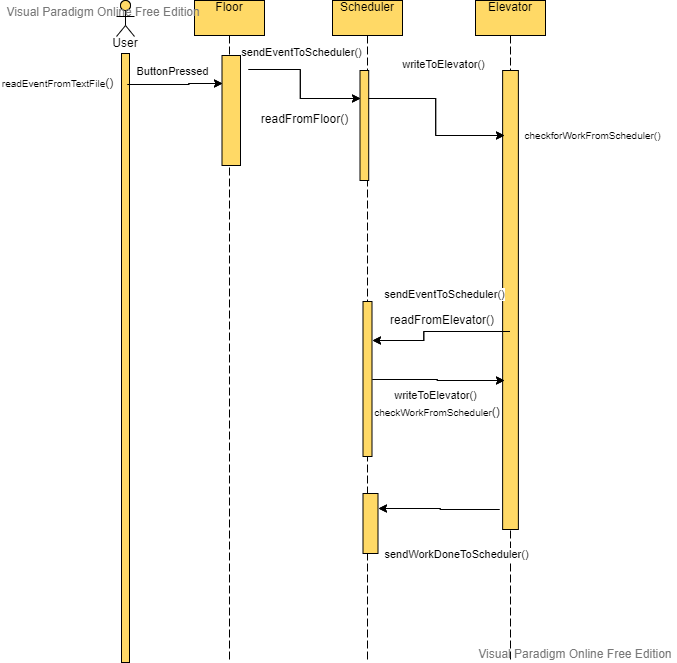 Visual Paradigm Online Free Edition
Floor
Scheduler
Elevator
User
sendEventToScheduler()
writeToElevator()
ButtonPressed
readEventFromTextFile()
readFromFloor()
checkforWorkFromScheduler()
sendEventToScheduler()
readFromElevator()
writeToElevator()
checkWorkFromScheduler()
sendWorkDoneToScheduler()
Visual Paradigm Online Free Edition